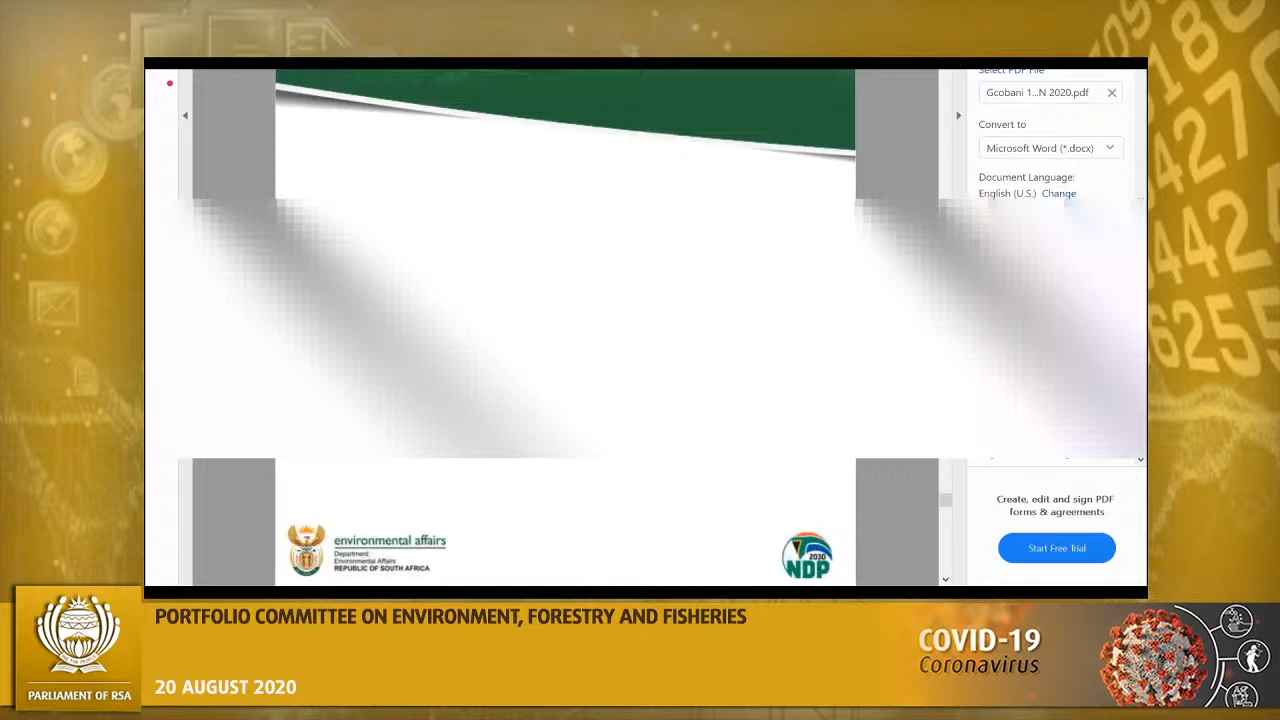 Select PDF File
Gcobani 1...N 2020.pdf
Convert to
Microsoft Word (*.docx)
Document Language:
English (U.S.) Change
Create, edit and sign PDF
forms & agreements
Start Free Trial
environmental affairs
Department:
Environmental Affairs
REPUBLIC OF SOUTH AFRICA
2030
NDP
PORTFOLIO COMMITTEE ON ENVIRONMENT, FORESTRY AND FISHERIES
COVID-19
Coronavirus
20 AUGUST 2020
PARLIAMENT OF RSA